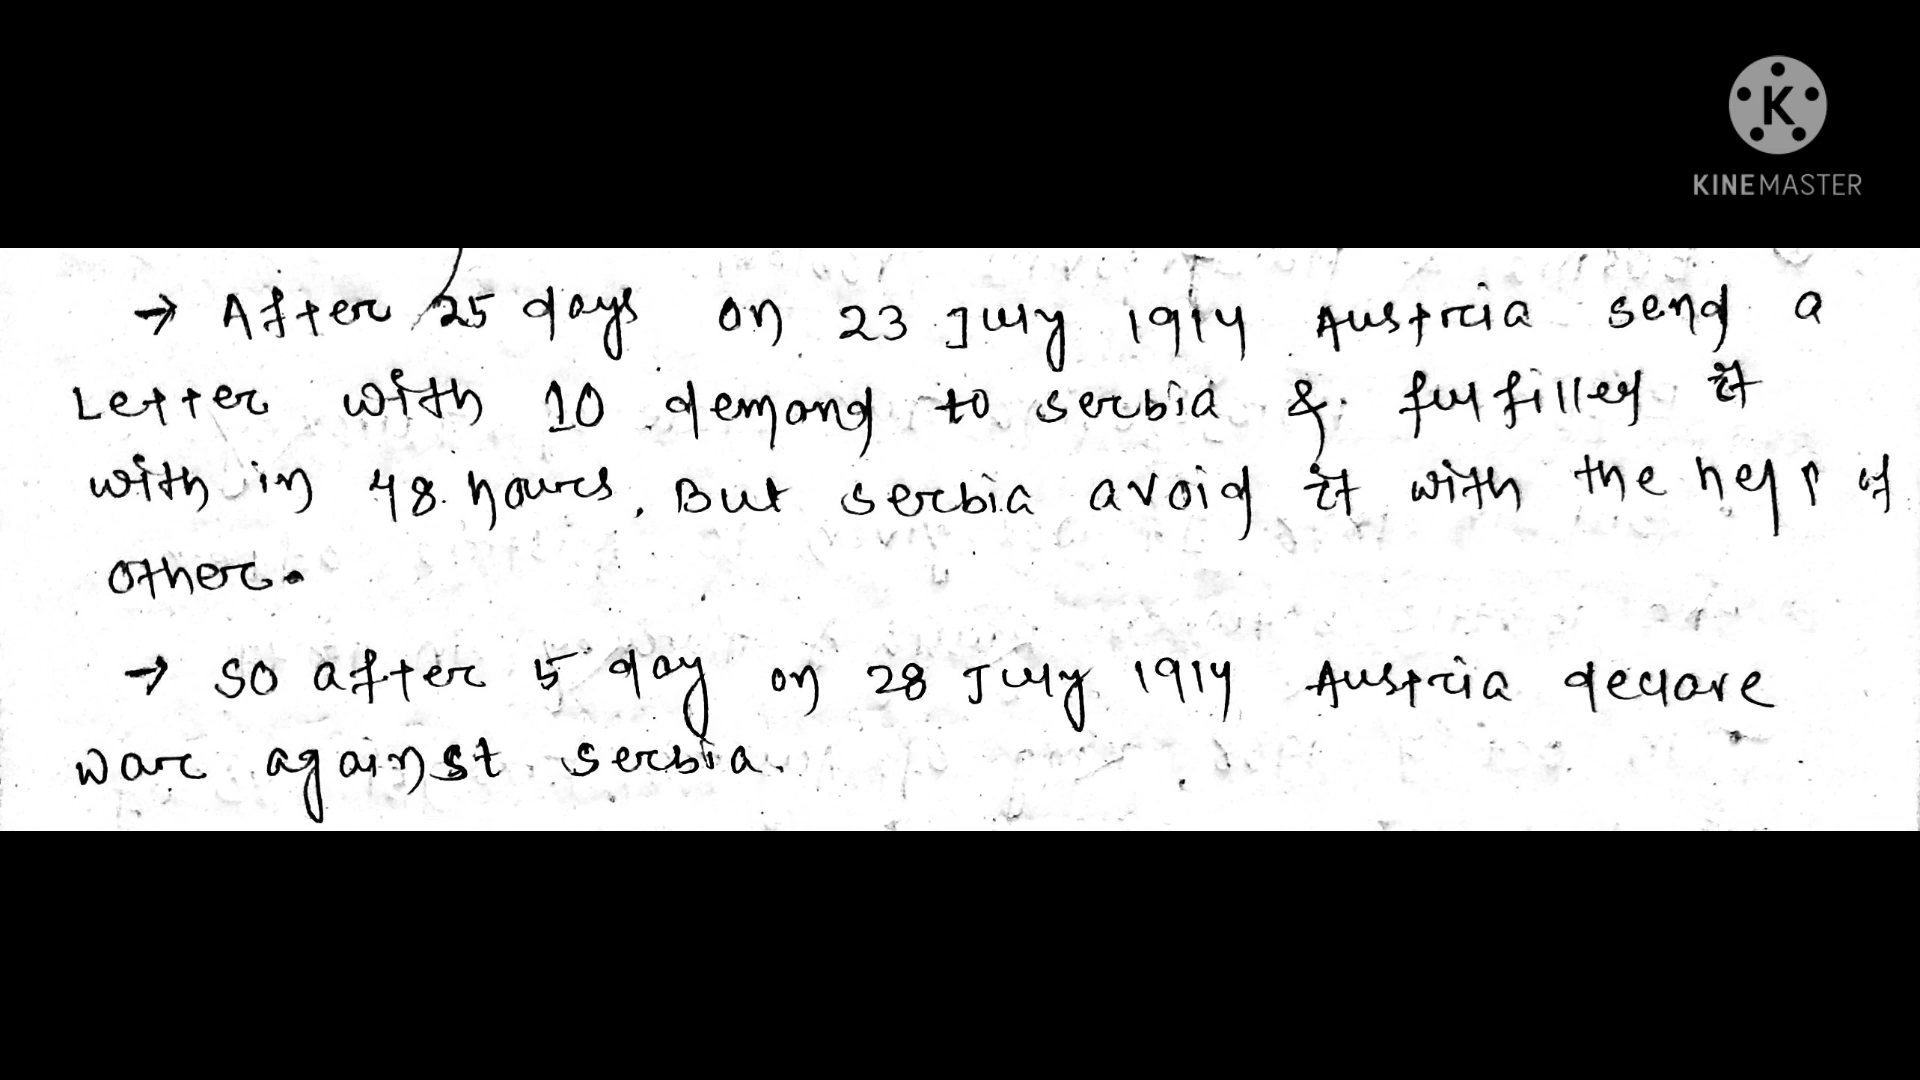 K
KINEMASTER
→ After 25 days on 23 July 1914 Austria send a
Letter with 10 demand to serbia & fulfilled it
with in 48 hours. But serbia avoid it with the help of
other.
→ so after 5 day on 28 July 1914 Austria declare
war against serbia.